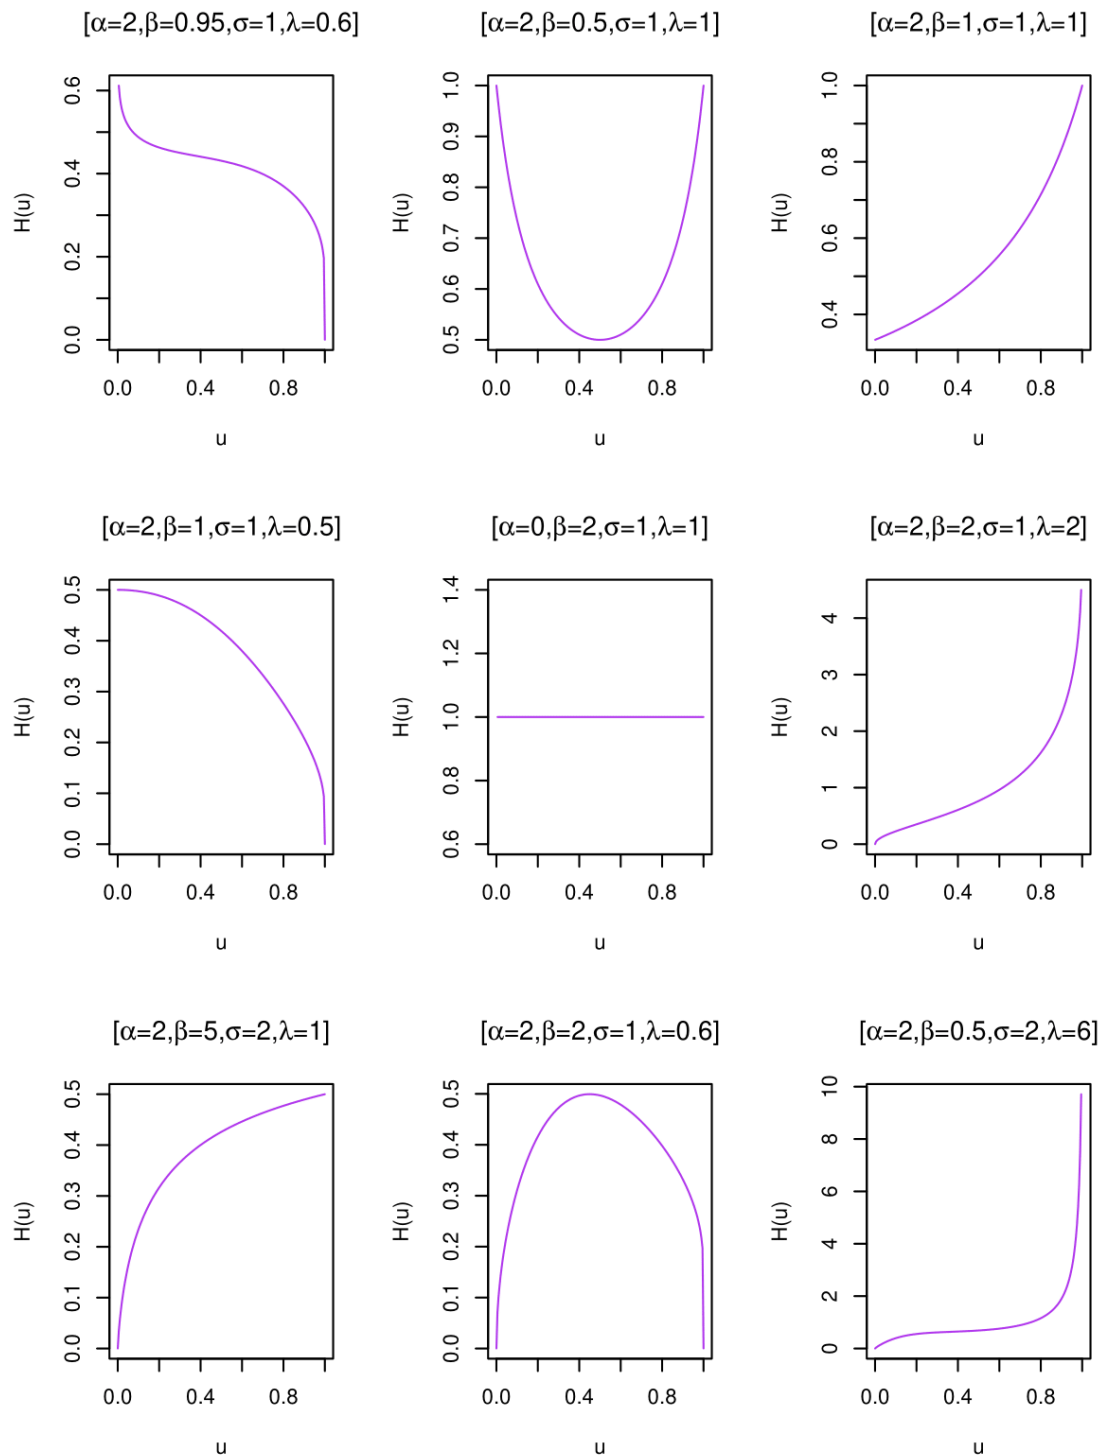 [α=2,β=0.95,σ=1,λ=0.6]
H(u)
0.0 0.2 0.4 0.6
0.0 0.4 0.8
u
[α=2,β=0.5,σ=1,λ=1]
H(u)
0.5 0.6 0.7 0.8 0.9 1.0
0.0 0.4 0.8
u
[α=2,β=1,σ=1,λ=1]
H(u)
0.4 0.6 0.8 1.0
0.0 0.4 0.8
u
[α=2,β=1,σ=1,λ=0.5]
H(u)
0.0 0.1 0.2 0.3 0.4 0.5
0.0 0.4 0.8
u
[α=0,β=2,σ=1,λ=1]
H(u)
0.6 0.8 1.0 1.2 1.4
0.0 0.4 0.8
u
[α=2,β=2,σ=1,λ=2]
H(u)
0 1 2 3 4
0.0 0.4 0.8
u
[α=2,β=5,σ=2,λ=1]
H(u)
0.0 0.1 0.2 0.3 0.4 0.5
0.0 0.4 0.8
u
[α=2,β=2,σ=1,λ=0.6]
H(u)
0.0 0.1 0.2 0.3 0.4 0.5
0.0 0.4 0.8
u
[α=2,β=0.5,σ=2,λ=6]
H(u)
0 2 4 6 8 10
0.0 0.4 0.8
u